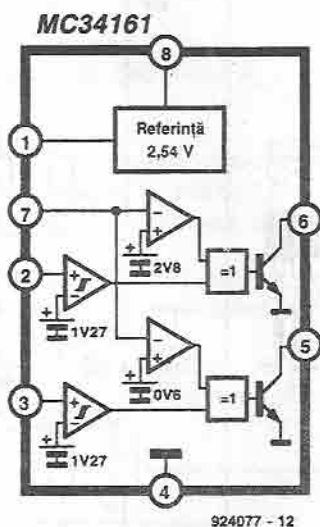 MC34161
8
Referință
2,54 V
1
7
6
2V8
=1
2
1V27
5
0V6
=1
3
1V27
4
924077 - 12